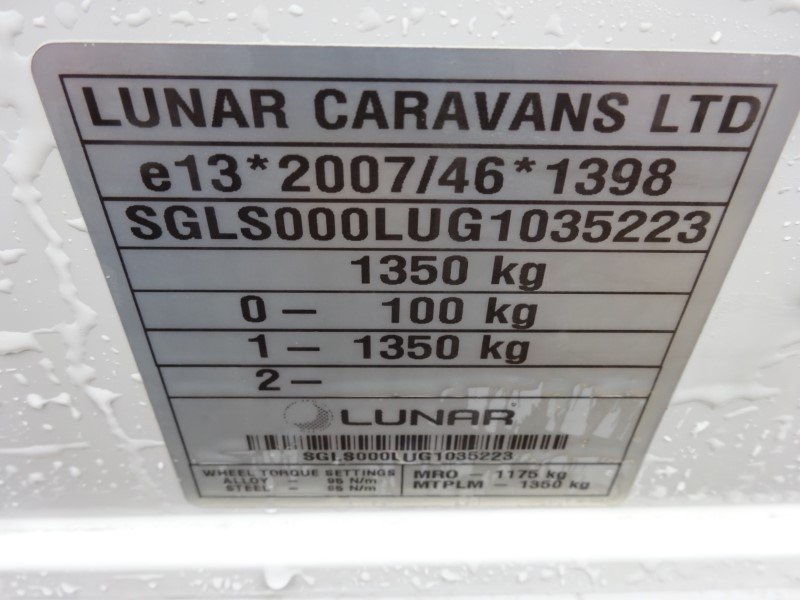 LUNAR CARAVANS LTD
e13*2007/46*1398
SGLS000LUG1035223
1350 kg
0 – 100 kg
1 – 1350 kg
2 –
LUNAR
SGLS000LUG1035223
WHEEL TORQUE SETTINGS
ALLOY – 95 N/m
STEEL – N/m
MRO – 1175 kg
MTPLM – 1350 kg